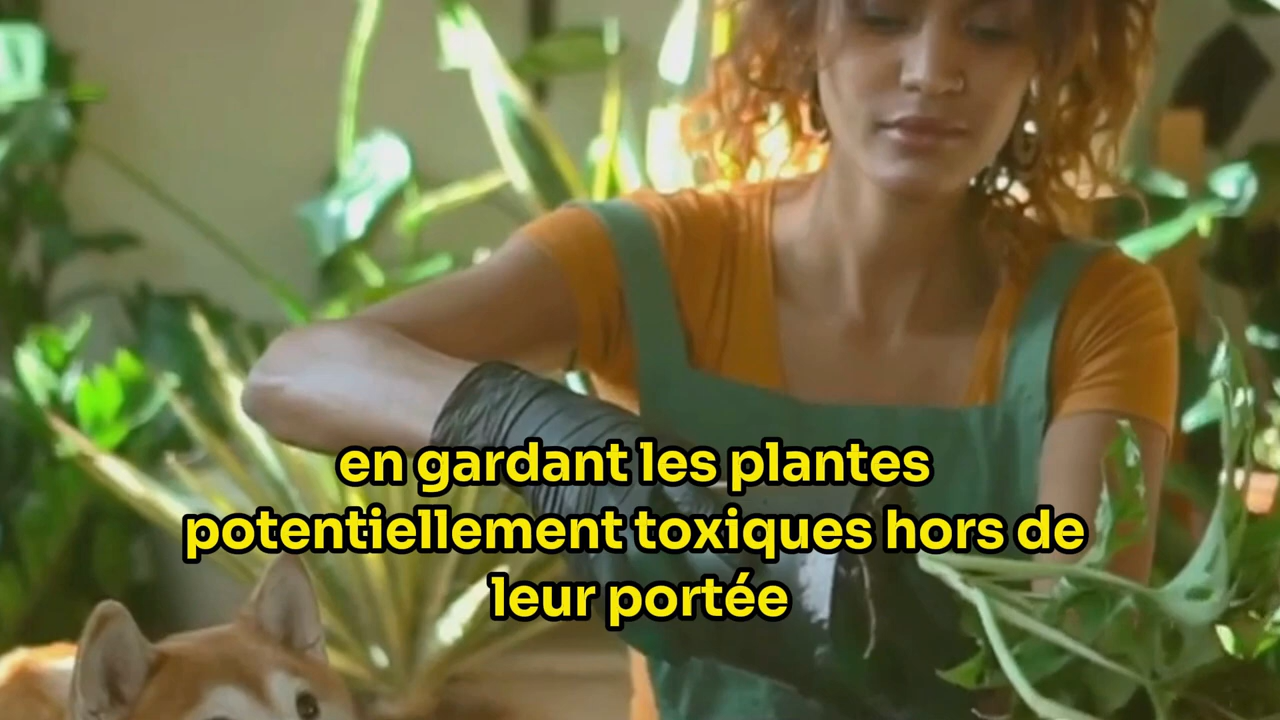 en gardant les plantes
potentiellement toxiques hors de
leur portée